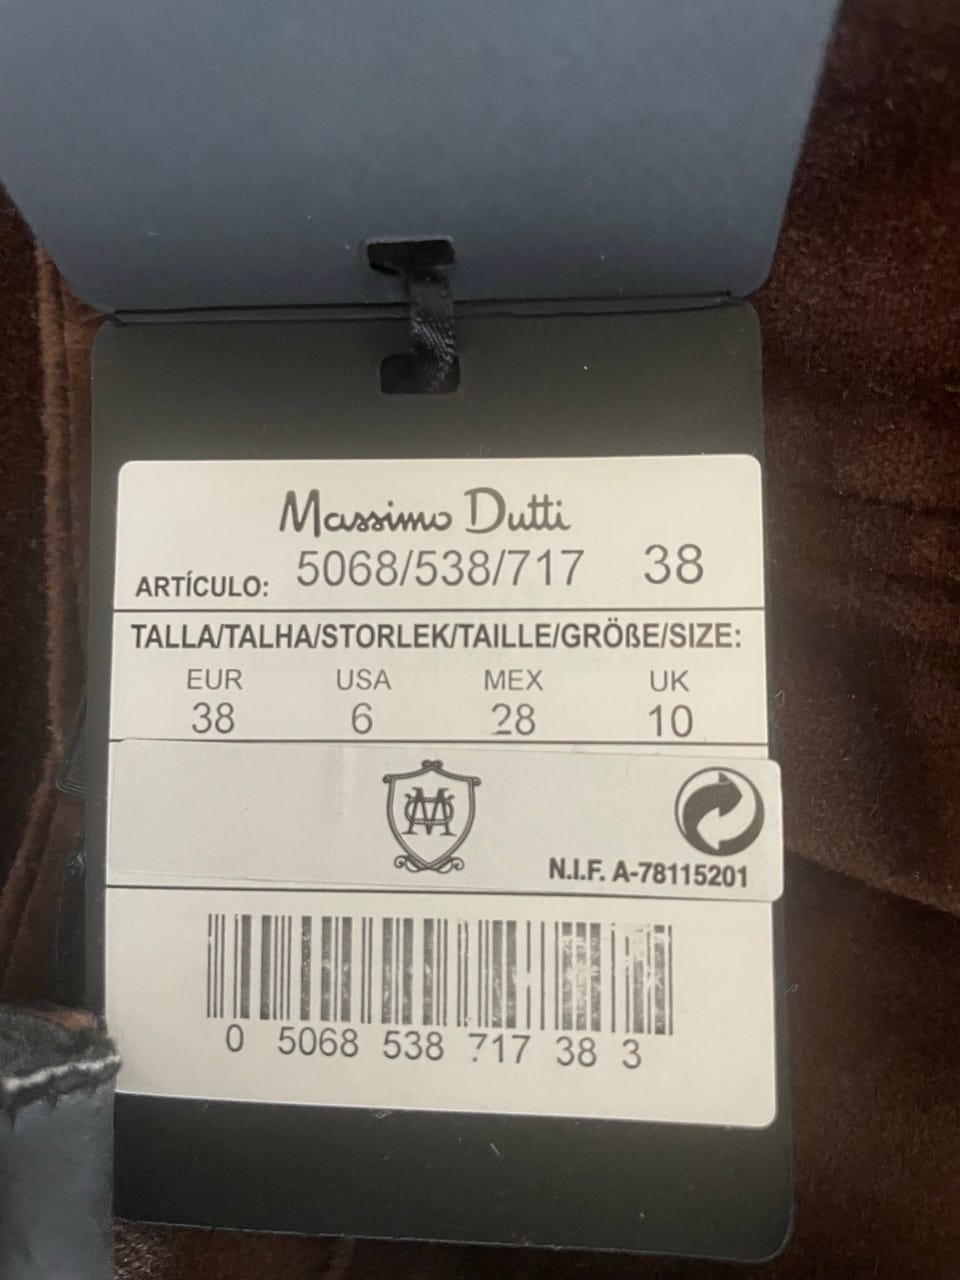 Massimo Dutti
ARTÍCULO: 5068/538/717 38
TALLA/TALHA/STORLEK/TAILLE/GRÖßE/SIZE:
EUR USA MEX UK
38 6 28 10
M
N.I.F. A-78115201
0 5068 538 717 38 3